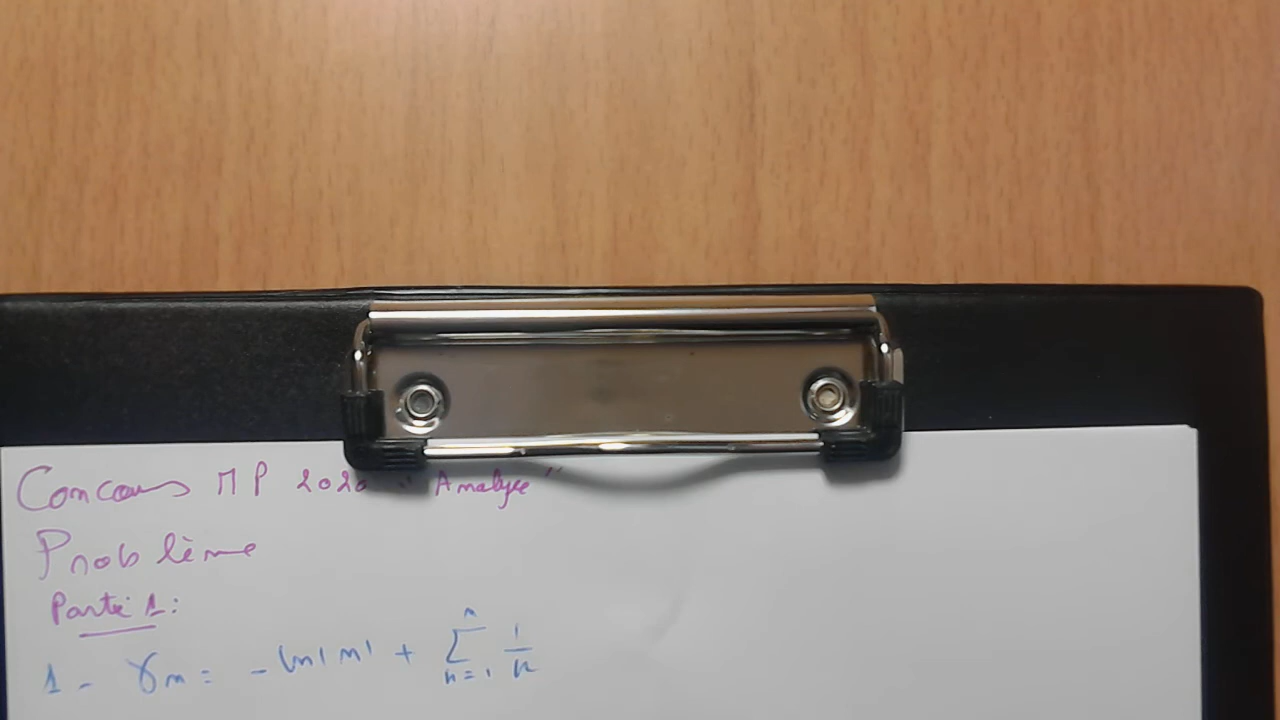 Concours MP 2020 "Analyse"
Problème
Partie 1:
1- γn = -ln(n) + ∑_{k=1}^{n} 1/k